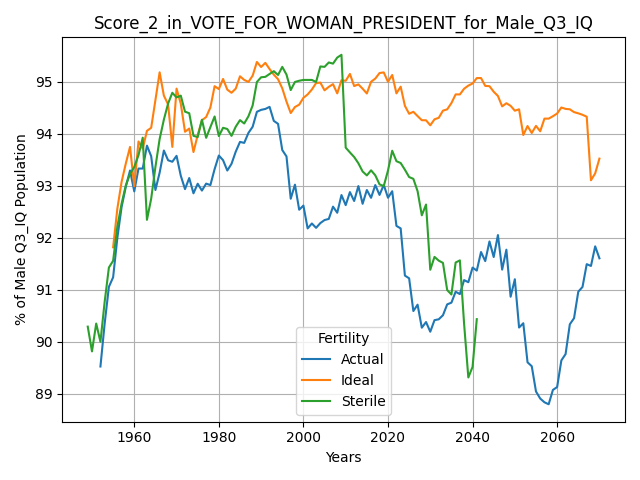 Score_2_in_VOTE_FOR_WOMAN_PRESIDENT_for_Male_Q3_IQ
% of Male Q3_IQ Population
95
94
93
92
91
90
89
Fertility
Actual
Ideal
Sterile
1960 1980 2000 2020 2040 2060
Years